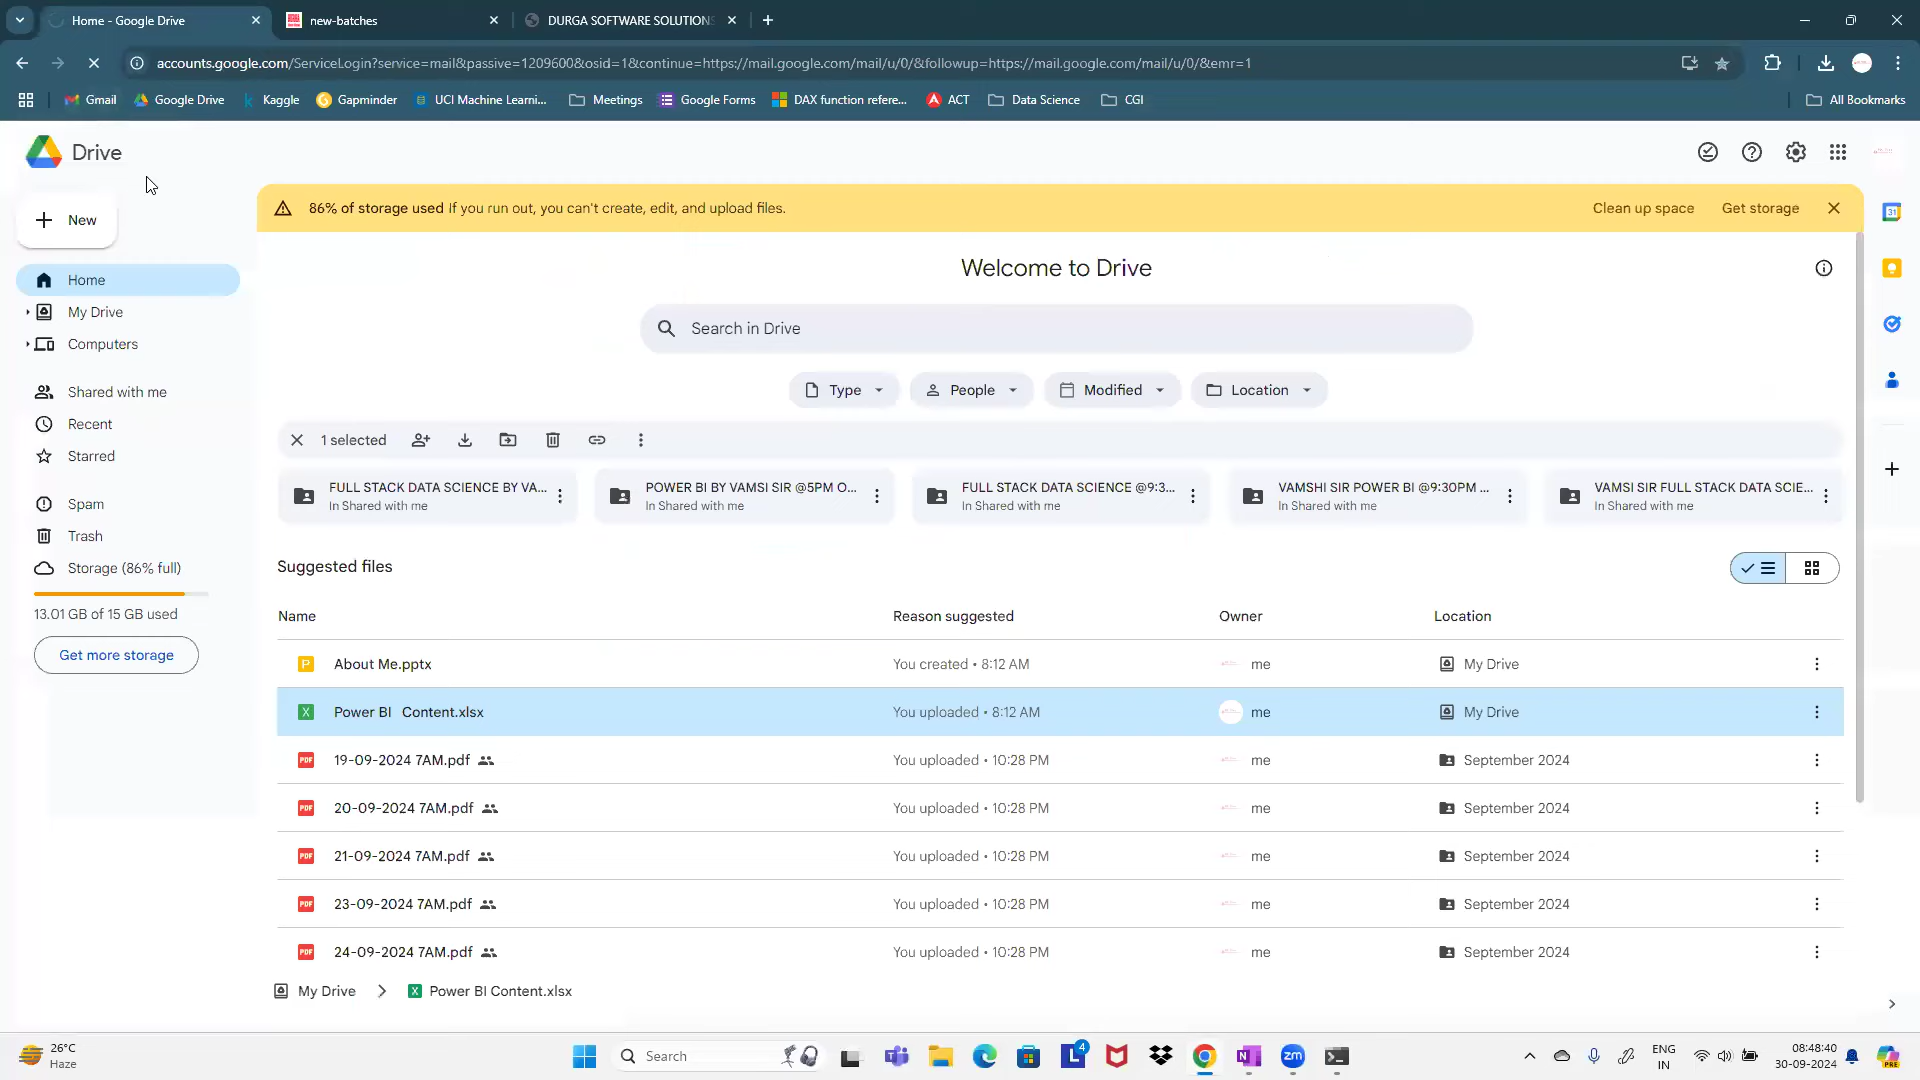 Home - Google Drive
new-batches
DURGA SOFTWARE SOLUTIONS
accounts.google.com/ServiceLogin?service=mail&passive=1209600&osid=1&continue=https://mail.google.com/mail/u/0/&followup=https://mail.google.com/mail/u/0/&emr=1
Gmail
Google Drive
Kaggle
Gapminder
UCI Machine Learni...
Meetings
Google Forms
DAX function refere...
ACT
Data Science
CGI
All Bookmarks
Drive
New
Home
My Drive
Computers
Shared with me
Recent
Starred
Spam
Trash
Storage (86% full)
13.01 GB of 15 GB used
Get more storage
86% of storage used If you run out, you can't create, edit, and upload files.
Clean up space
Get storage
Welcome to Drive
Search in Drive
Type
People
Modified
Location
1 selected
FULL STACK DATA SCIENCE BY VA...
In Shared with me
POWER BI BY VAMSI SIR @5PM O...
In Shared with me
FULL STACK DATA SCIENCE @9:3...
In Shared with me
VAMSHI SIR POWER BI @9:30PM ...
In Shared with me
VAMSI SIR FULL STACK DATA SCIE...
In Shared with me
Suggested files
Name Reason suggested Owner Location
About Me.pptx You created • 8:12 AM me My Drive
Power BI Content.xlsx You uploaded • 8:12 AM me My Drive
19-09-2024 7AM.pdf You uploaded • 10:28 PM me September 2024
20-09-2024 7AM.pdf You uploaded • 10:28 PM me September 2024
21-09-2024 7AM.pdf You uploaded • 10:28 PM me September 2024
23-09-2024 7AM.pdf You uploaded • 10:28 PM me September 2024
24-09-2024 7AM.pdf You uploaded • 10:28 PM me September 2024
My Drive > Power BI Content.xlsx
26°C
Haze
Search
4
zm
ENG
IN
08:48:40
30-09-2024